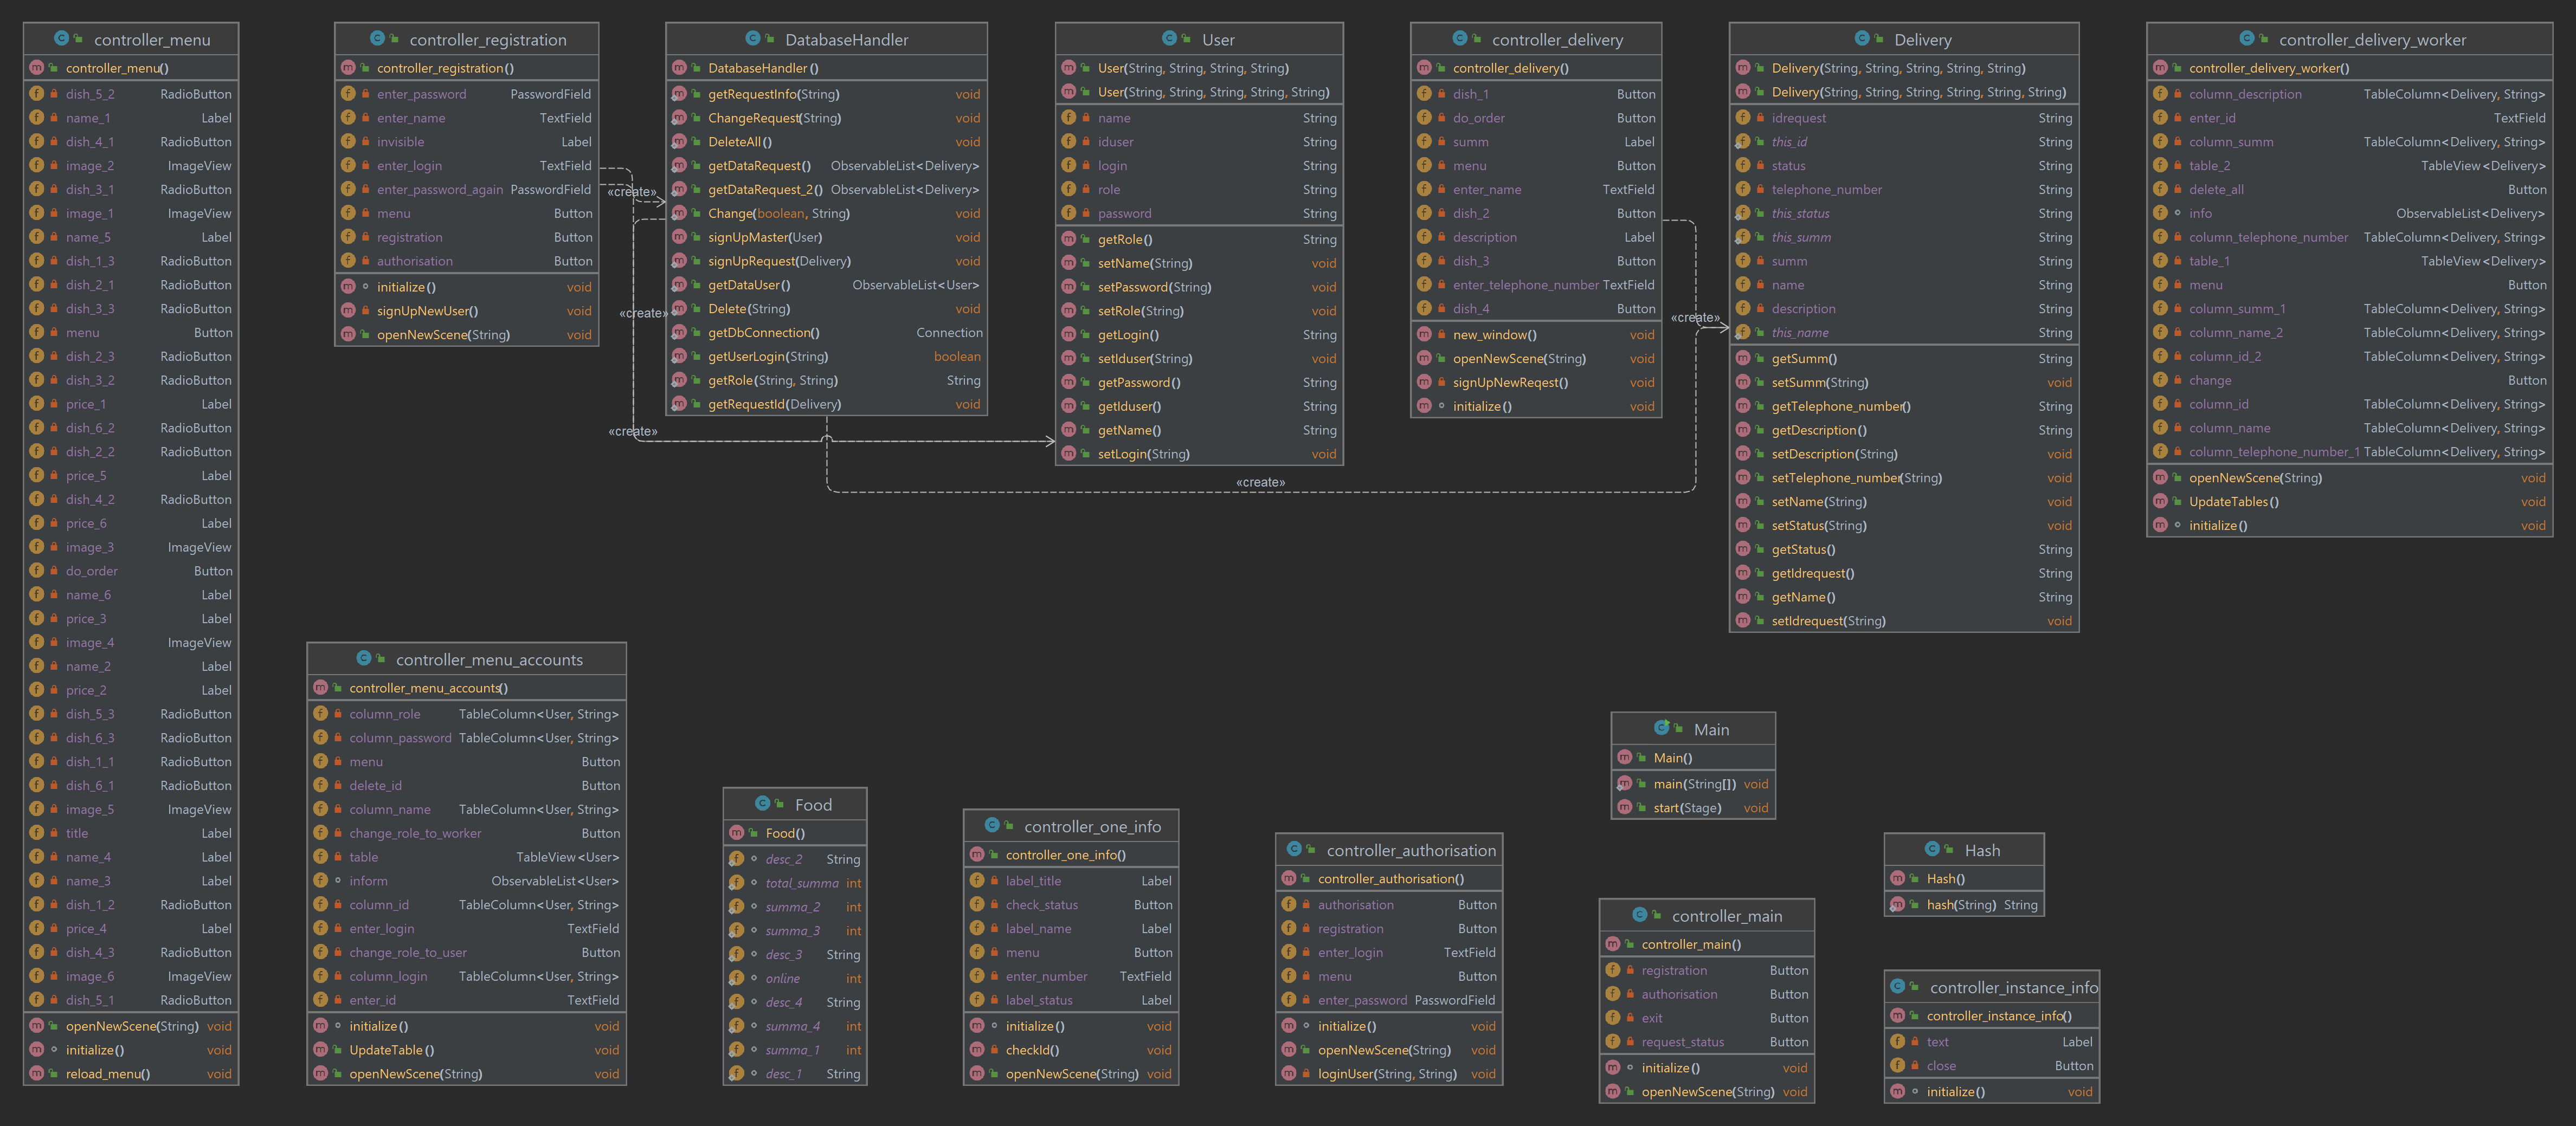 controller_menu
controller_menu()
dish_5_2 RadioButton
name_1 Label
dish_4_1 RadioButton
image_2 ImageView
dish_3_1 RadioButton
image_1 ImageView
name_5 Label
dish_1_3 RadioButton
dish_2_1 RadioButton
dish_3_3 RadioButton
menu Button
dish_2_3 RadioButton
dish_3_2 RadioButton
price_1 Label
dish_6_2 RadioButton
dish_2_2 RadioButton
price_5 Label
dish_4_2 RadioButton
price_6 Label
image_3 ImageView
do_order Button
name_6 Label
price_3 Label
image_4 ImageView
name_2 Label
price_2 Label
dish_5_3 RadioButton
dish_6_3 RadioButton
dish_1_1 RadioButton
dish_6_1 RadioButton
image_5 ImageView
title Label
name_4 Label
name_3 Label
dish_1_2 RadioButton
price_4 Label
dish_4_3 RadioButton
image_6 ImageView
dish_5_1 RadioButton
openNewScene(String) void
initialize() void
reload_menu() void
controller_registration
controller_registration()
enter_password PasswordField
enter_name TextField
invisible Label
enter_login TextField
enter_password_again PasswordField
menu Button
registration Button
authorisation Button
initialize() void
signUpNewUser() void
openNewScene(String) void
«create»
«create»
«create»
DatabaseHandler
DatabaseHandler()
getRequestInfo(String) void
ChangeRequest(String) void
DeleteAll() void
getDataRequest() ObservableList<Delivery>
getDataRequest_2() ObservableList<Delivery>
Change(boolean, String) void
signUpMaster(User) void
signUpRequest(Delivery) void
getDataUser() ObservableList<User>
Delete(String) void
getDbConnection() Connection
getUserLogin(String) boolean
getRole(String, String) String
getRequestId(Delivery) void
User
User(String, String, String, String)
User(String, String, String, String, String)
name String
iduser String
login String
role String
password String
getRole() String
setName(String) void
setPassword(String) void
setRole(String) void
getLogin() String
setIduser(String) void
getPassword() String
getIduser() String
getName() String
setLogin(String) void
«create»
controller_delivery
controller_delivery()
dish_1 Button
do_order Button
summ Label
menu Button
enter_name TextField
dish_2 Button
description Label
dish_3 Button
enter_telephone_number TextField
dish_4 Button
new_window() void
openNewScene(String) void
signUpNewReqest() void
initialize() void
«create»
Delivery
Delivery(String, String, String, String)
Delivery(String, String, String, String, String, String)
idrequest String
this_id String
status String
telephone_number String
this_status String
this_summ String
summ String
name String
description String
this_name String
getSumm() String
setSumm(String) void
getTelephone_number() String
getDescription() String
setDescription(String) void
setTelephone_number(String) void
setName(String) void
setStatus(String) void
getStatus() String
getIdrequest() String
getName() String
setIdrequest(String) void
controller_delivery_worker
controller_delivery_worker()
column_description TableColumn<Delivery, String>
enter_id TextField
column_summ TableColumn<Delivery, String>
table_2 TableView<Delivery>
delete_all Button
info ObservableList<Delivery>
column_telephone_number TableColumn<Delivery, String>
table_1 TableView<Delivery>
menu Button
column_summ_1 TableColumn<Delivery, String>
column_name_2 TableColumn<Delivery, String>
column_id_2 TableColumn<Delivery, String>
change Button
column_id TableColumn<Delivery, String>
column_name TableColumn<Delivery, String>
column_telephone_number_1 TableColumn<Delivery, String>
openNewScene(String) void
UpdateTables() void
initialize() void
controller_menu_accounts
controller_menu_accounts()
column_role TableColumn<User, String>
column_password TableColumn<User, String>
menu Button
delete_id Button
column_name TableColumn<User, String>
change_role_to_worker Button
table TableView<User>
inform ObservableList<User>
column_id TableColumn<User, String>
enter_login TextField
change_role_to_user Button
column_login TableColumn<User, String>
enter_id TextField
initialize() void
UpdateTable() void
openNewScene(String) void
Food
Food()
desc_2 String
total_summa int
summa_2 int
summa_3 int
desc_3 String
online int
desc_4 String
summa_4 int
summa_1 int
desc_1 String
controller_one_info
controller_one_info()
label_title Label
check_status Button
label_name Label
menu Button
enter_number TextField
label_status Label
initialize() void
checkId() void
openNewScene(String) void
controller_authorisation
controller_authorisation()
authorisation Button
registration Button
enter_login TextField
menu Button
enter_password PasswordField
initialize() void
openNewScene(String) void
loginUser(String, String) void
Main
Main()
main(String[]) void
start(Stage) void
controller_main
controller_main()
registration Button
authorisation Button
exit Button
request_status Button
initialize() void
openNewScene(String) void
Hash
Hash()
hash(String) String
controller_instance_info
controller_instance_info()
text Label
close Button
initialize() void